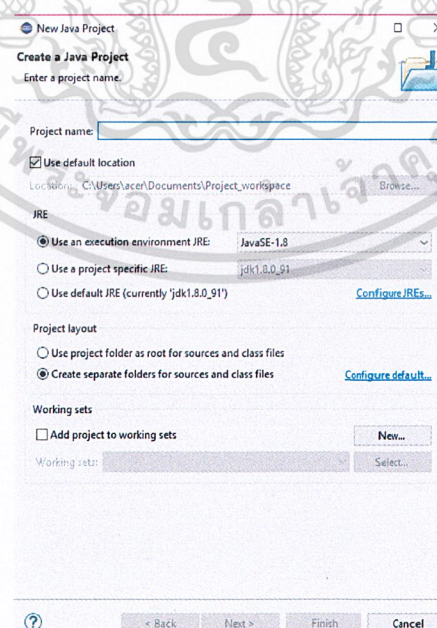 New Java Project
Create a Java Project
Enter a project name.
Project name:
Use default location
Location: C:\Users\acer\Documents\Project_workspace Browse...
JRE
Use an execution environment JRE: JavaSE-1.8
Use a project specific JRE: jdk1.8.0_91
Use default JRE (currently 'jdk1.8.0_91') Configure JREs...
Project layout
Use project folder as root for sources and class files
Create separate folders for sources and class files Configure default...
Working sets
Add project to working sets New...
Working sets: Select...
< Back Next > Finish Cancel